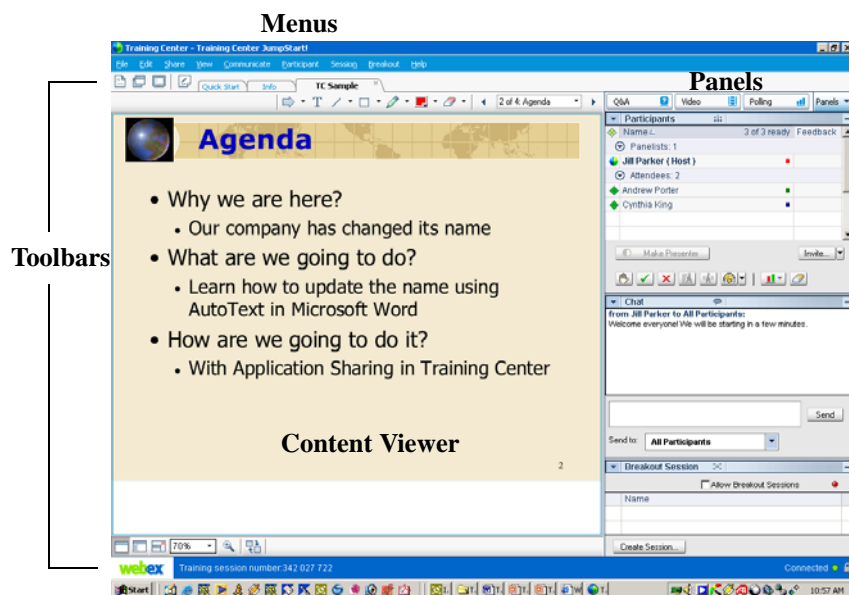 Menus
Training Center - Training Center JumpStart!
File Edit Share View Communicate Participant Session Breakout Help
Quick Start Info TC Sample
Panels
T 2 of 4: Agenda
Q&A Video Polling Panels
Participants
Name 3 of 3 ready Feedback
Panelists: 1
Jill Parker (Host)
Attendees: 2
Andrew Porter
Cynthia King
Make Presenter Invite...
Agenda
• Why we are here?
• Our company has changed its name
• What are we going to do?
• Learn how to update the name using
AutoText in Microsoft Word
• How are we going to do it?
• With Application Sharing in Training Center
Toolbars
Content Viewer
2
Chat
from Jill Parker to All Participants:
Welcome everyone! We will be starting in a few minutes.
Send
Send to: All Participants
Breakout Session
Allow Breakout Sessions
Name
Create Session...
70%
webex Training session number:342 027 722 Connected
Start 10:57 AM